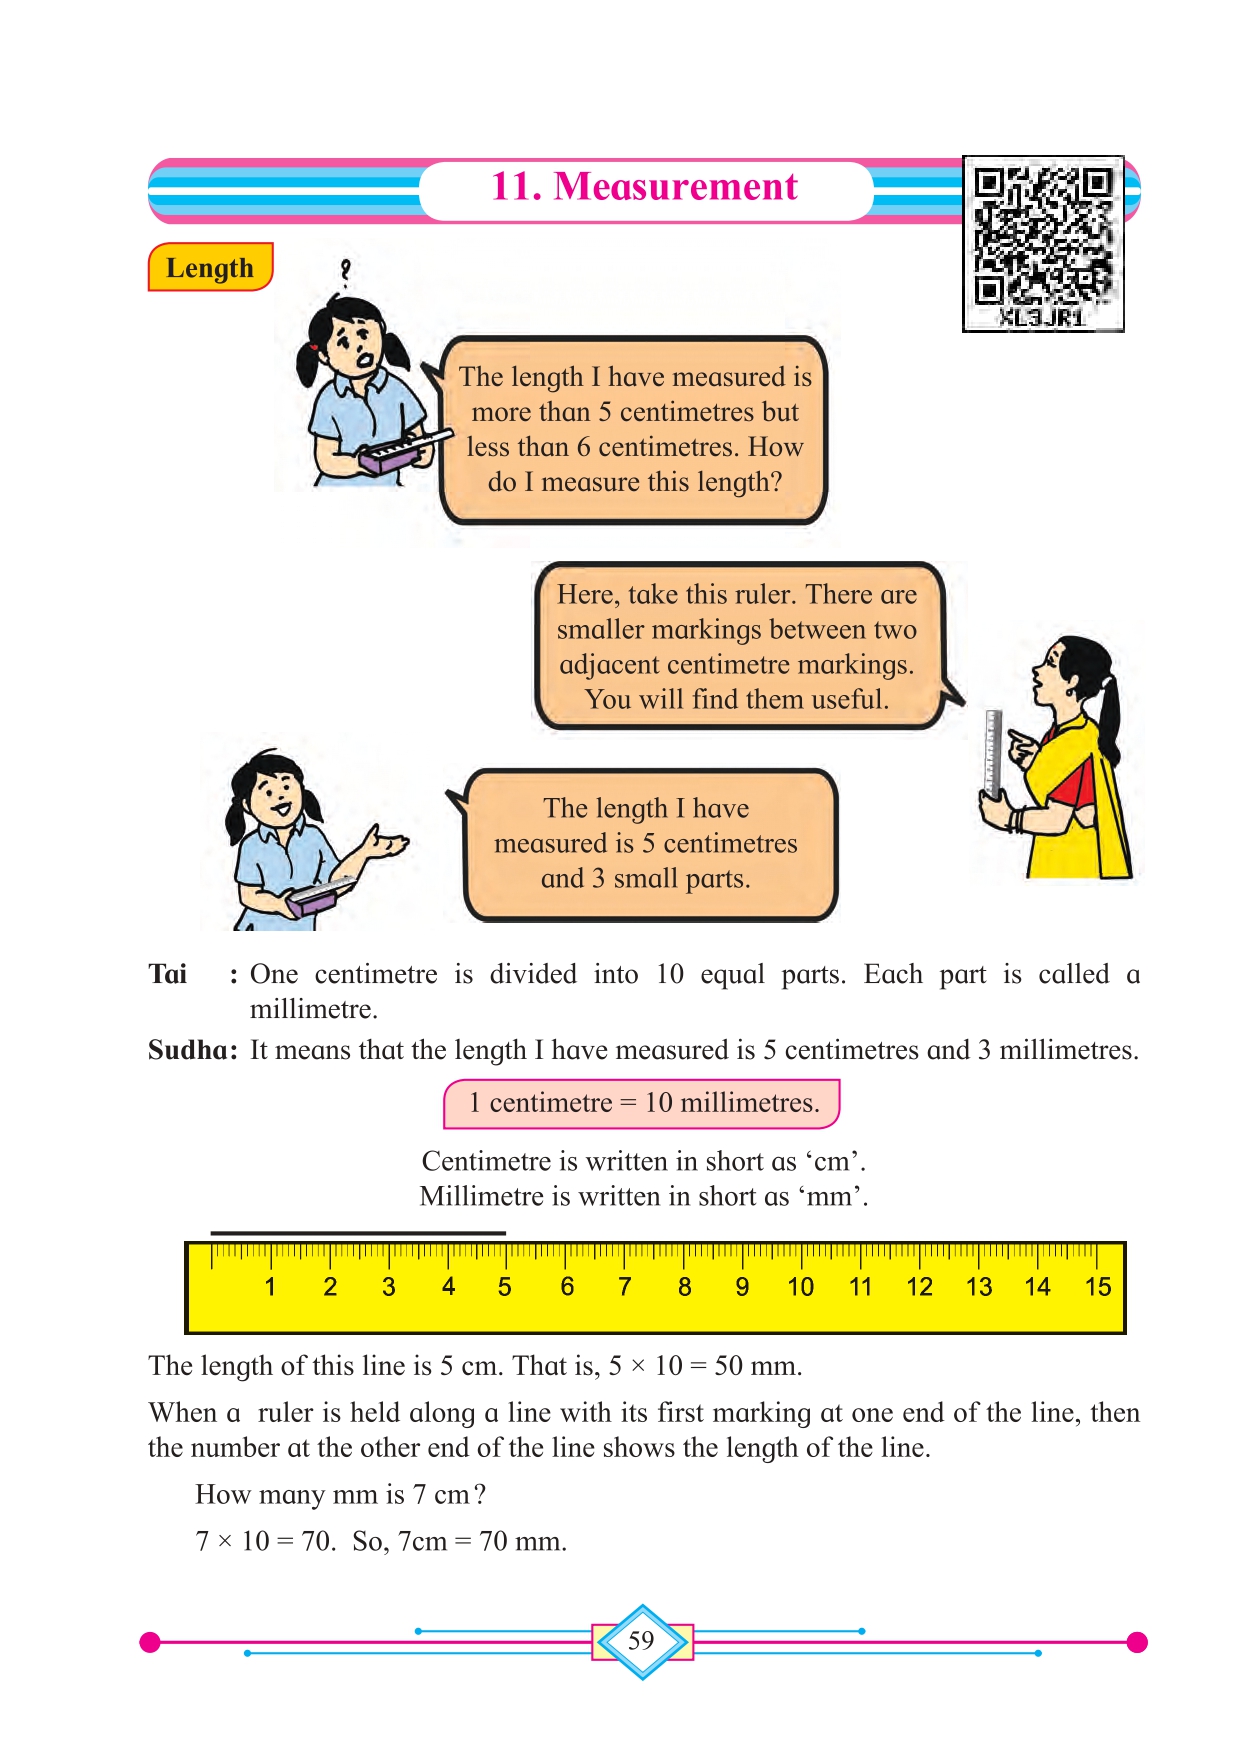 11. Measurement
XL3JR1
Length
?
The length I have measured is
more than 5 centimetres but
less than 6 centimetres. How
do I measure this length?
Here, take this ruler. There are
smaller markings between two
adjacent centimetre markings.
You will find them useful.
The length I have
measured is 5 centimetres
and 3 small parts.
Tai : One centimetre is divided into 10 equal parts. Each part is called a
millimetre.
Sudha: It means that the length I have measured is 5 centimetres and 3 millimetres.
1 centimetre = 10 millimetres.
Centimetre is written in short as ‘cm’.
Millimetre is written in short as ‘mm’.
1 2 3 4 5 6 7 8 9 10 11 12 13 14 15
The length of this line is 5 cm. That is, 5 × 10 = 50 mm.
When a ruler is held along a line with its first marking at one end of the line, then
the number at the other end of the line shows the length of the line.
How many mm is 7 cm?
7 × 10 = 70. So, 7cm = 70 mm.
59